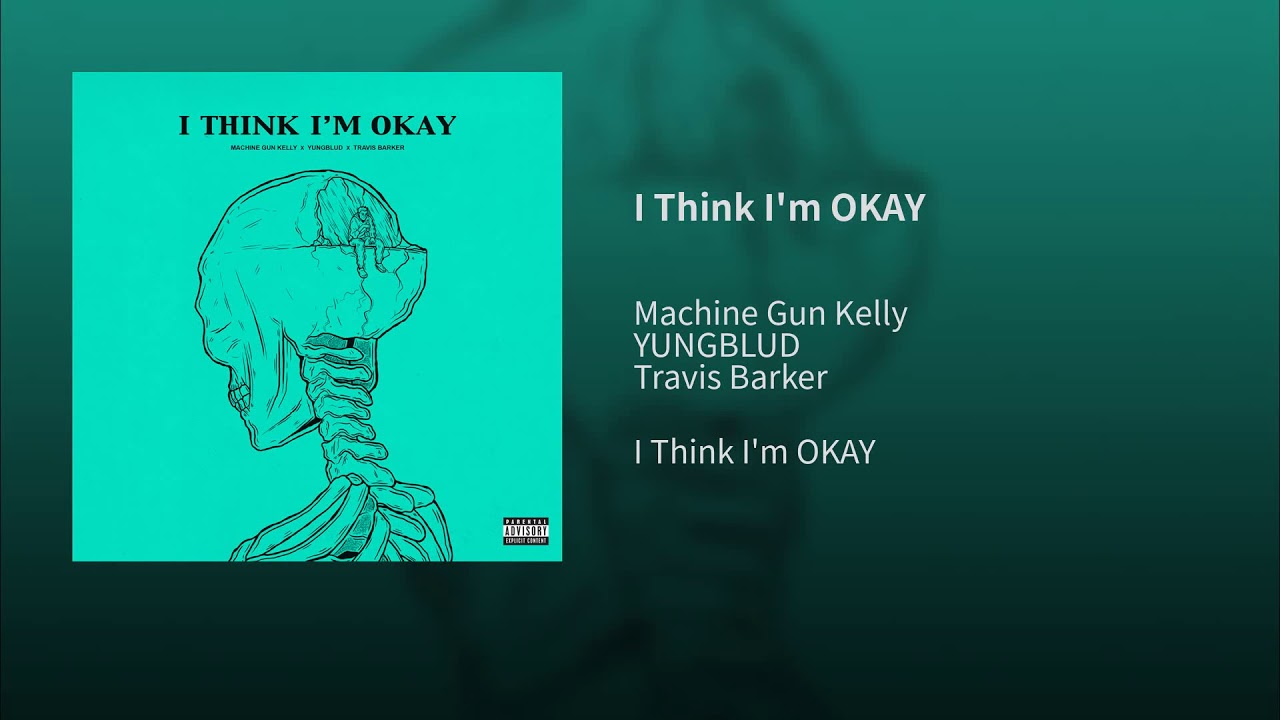 I THINK I'M OKAY
MACHINE GUN KELLY X YUNGBLUD X TRAVIS BARKER
PARENTAL
ADVISORY
EXPLICIT CONTENT
I Think I'm OKAY
Machine Gun Kelly
YUNGBLUD
Travis Barker
I Think I'm OKAY